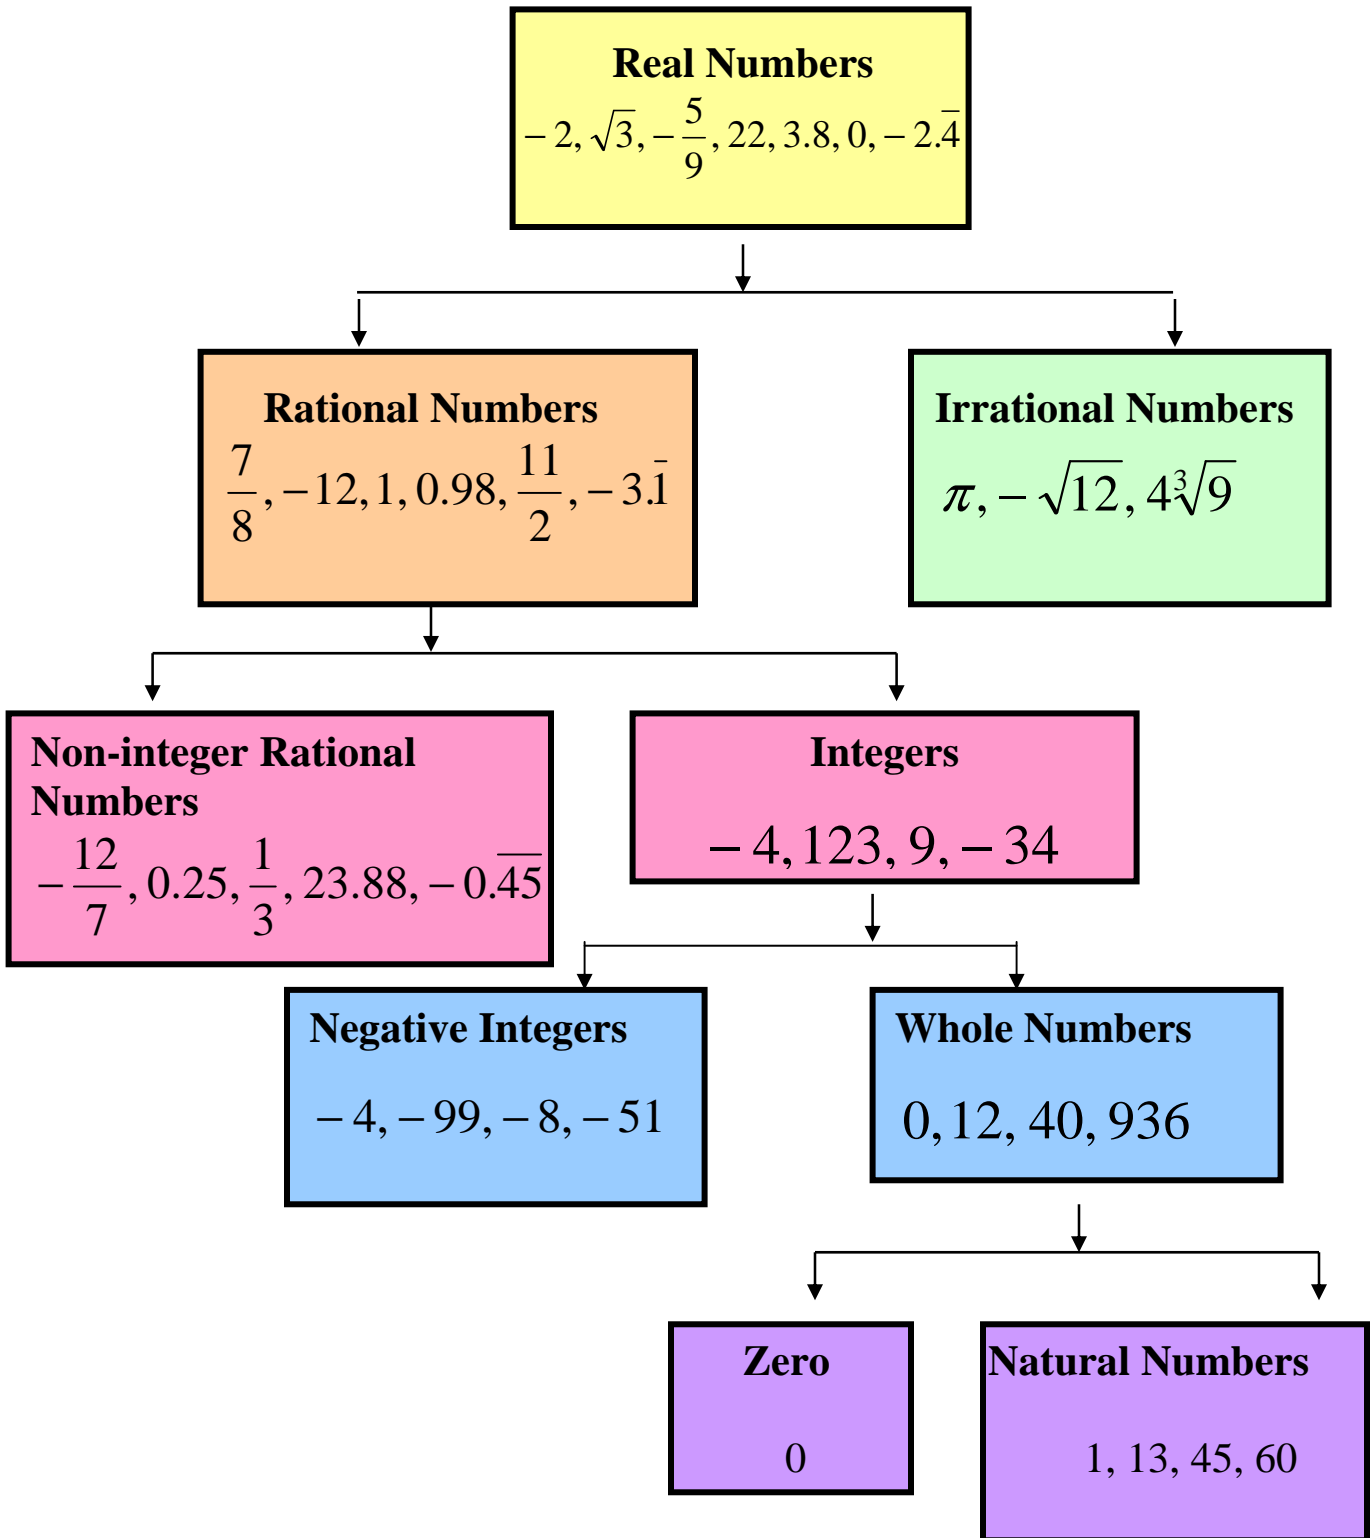 Real Numbers
− 2, √3, − 5/9, 22, 3.8, 0, − 2.4̅
Rational Numbers
7/8, − 12, 1, 0.98, 11/2, − 3.1̅
Irrational Numbers
π, − √12, 4∛9
Non-integer Rational
Numbers
− 12/7, 0.25, 1/3, 23.88, − 0.4̅5̅
Integers
− 4, 123, 9, − 34
Negative Integers
− 4, − 99, − 8, − 51
Whole Numbers
0, 12, 40, 936
Zero
0
Natural Numbers
1, 13, 45, 60